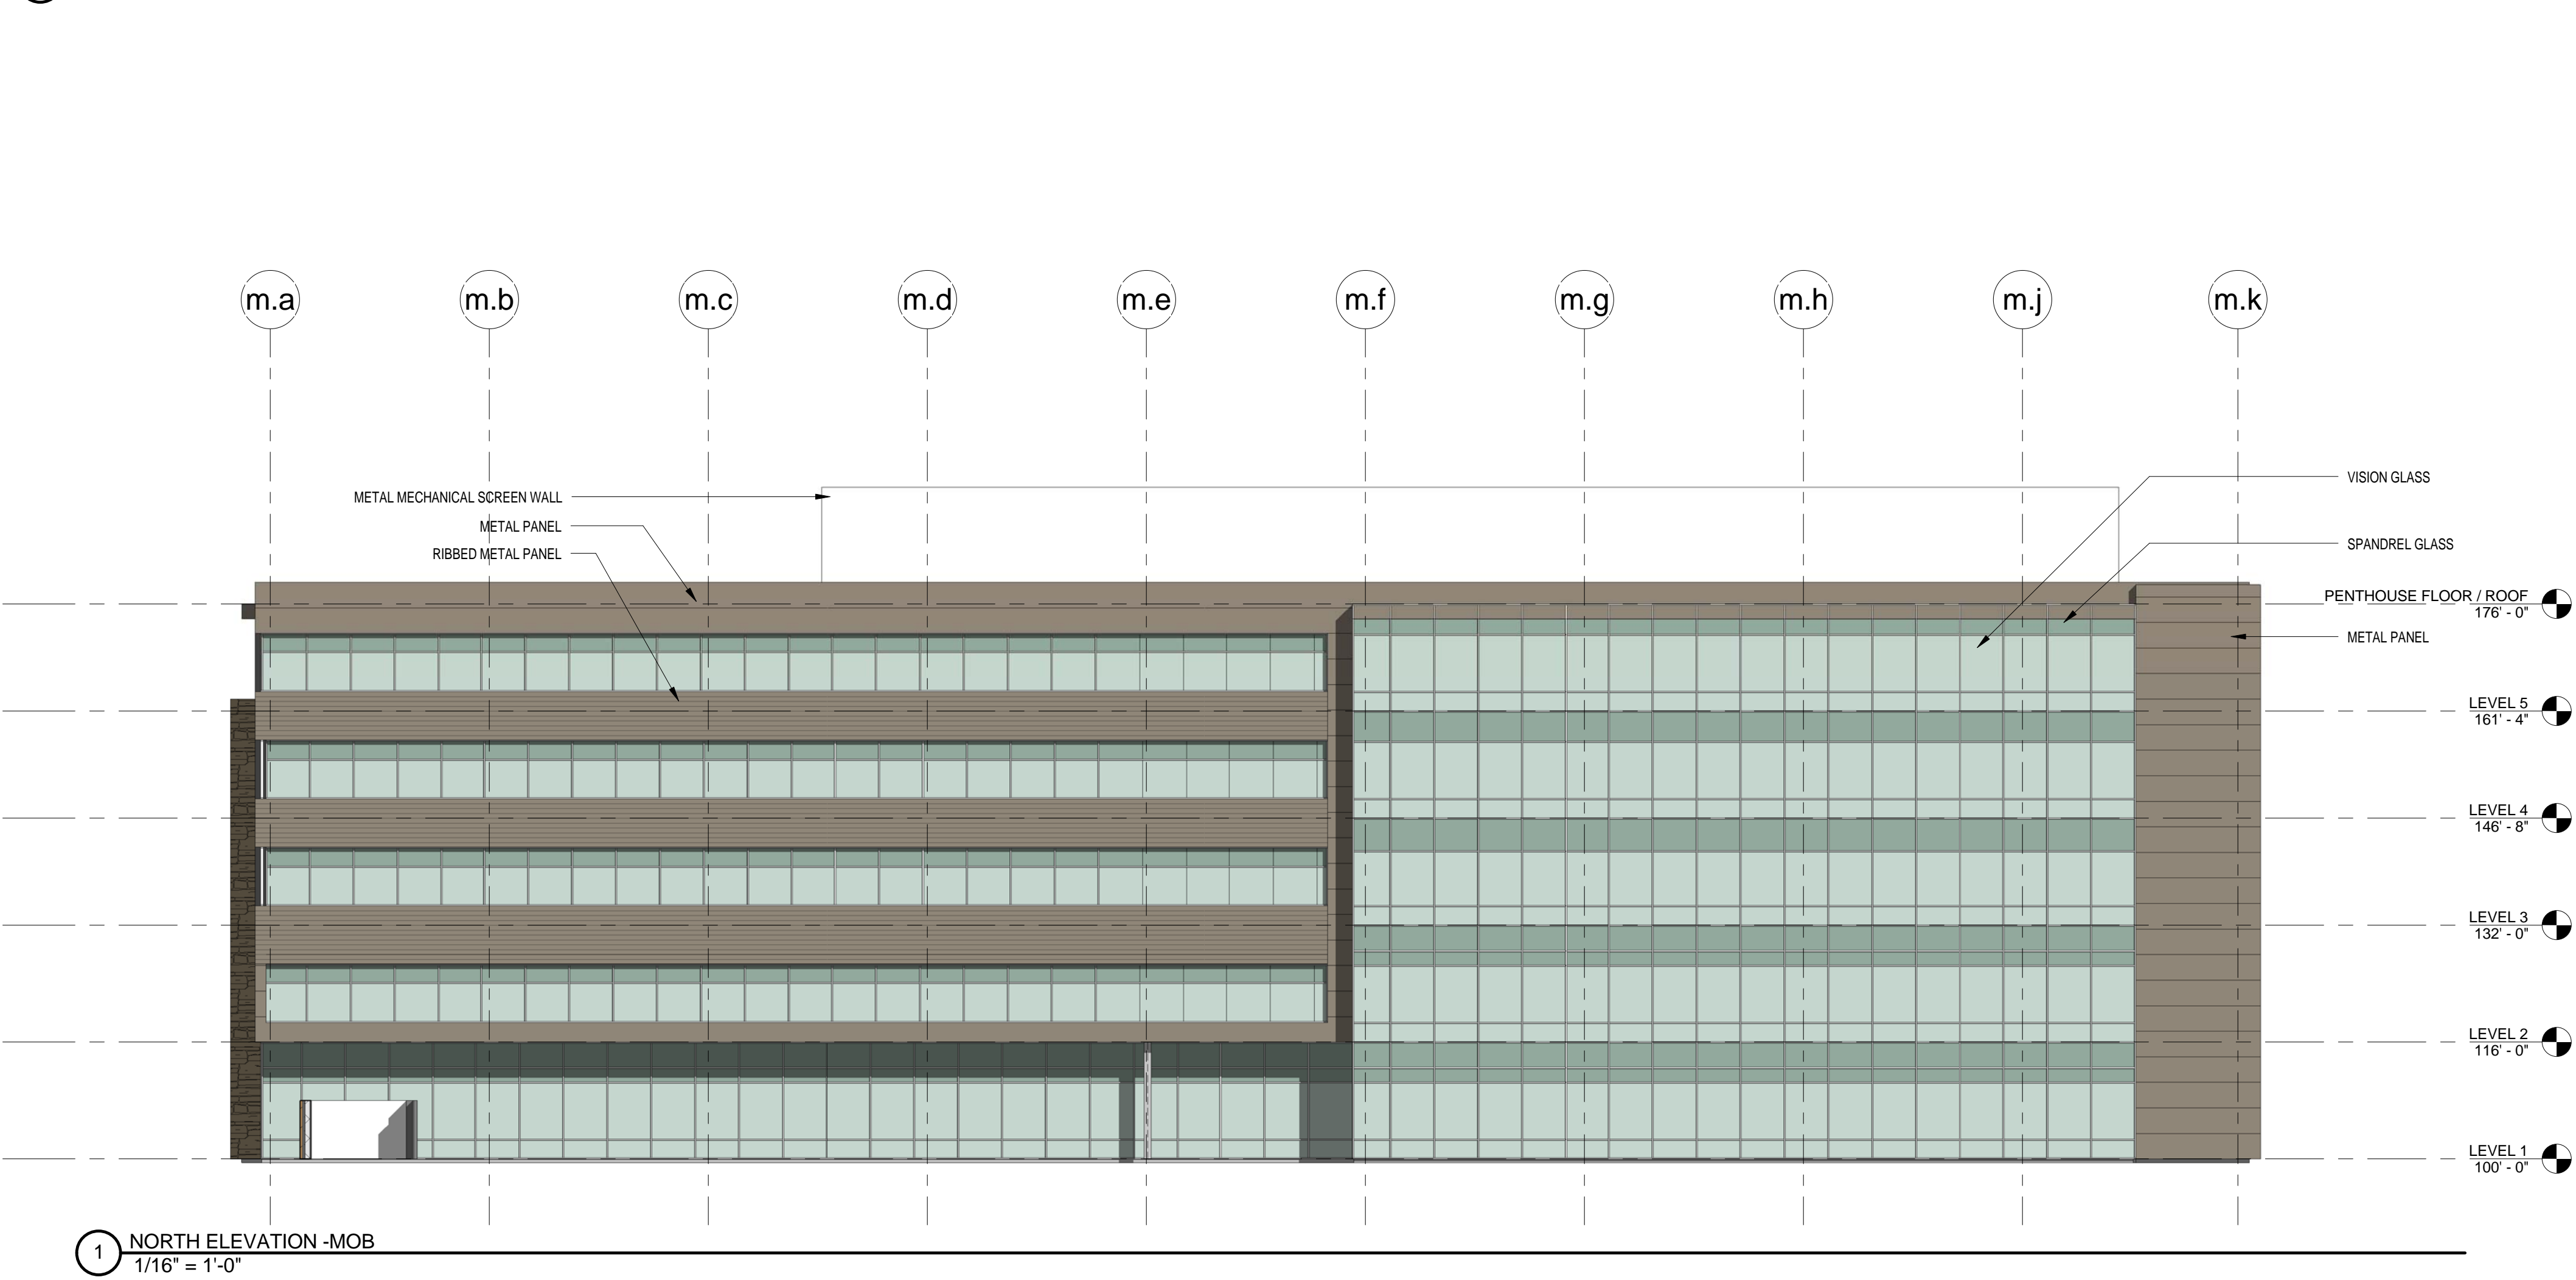 m.a
m.b
m.c
m.d
m.e
m.f
m.g
m.h
m.j
m.k
METAL MECHANICAL SCREEN WALL
METAL PANEL
RIBBED METAL PANEL
VISION GLASS
SPANDREL GLASS
PENTHOUSE FLOOR / ROOF
176' - 0"
METAL PANEL
LEVEL 5
161' - 4"
LEVEL 4
146' - 8"
LEVEL 3
132' - 0"
LEVEL 2
116' - 0"
LEVEL 1
100' - 0"
1
NORTH ELEVATION -MOB
1/16" = 1'-0"